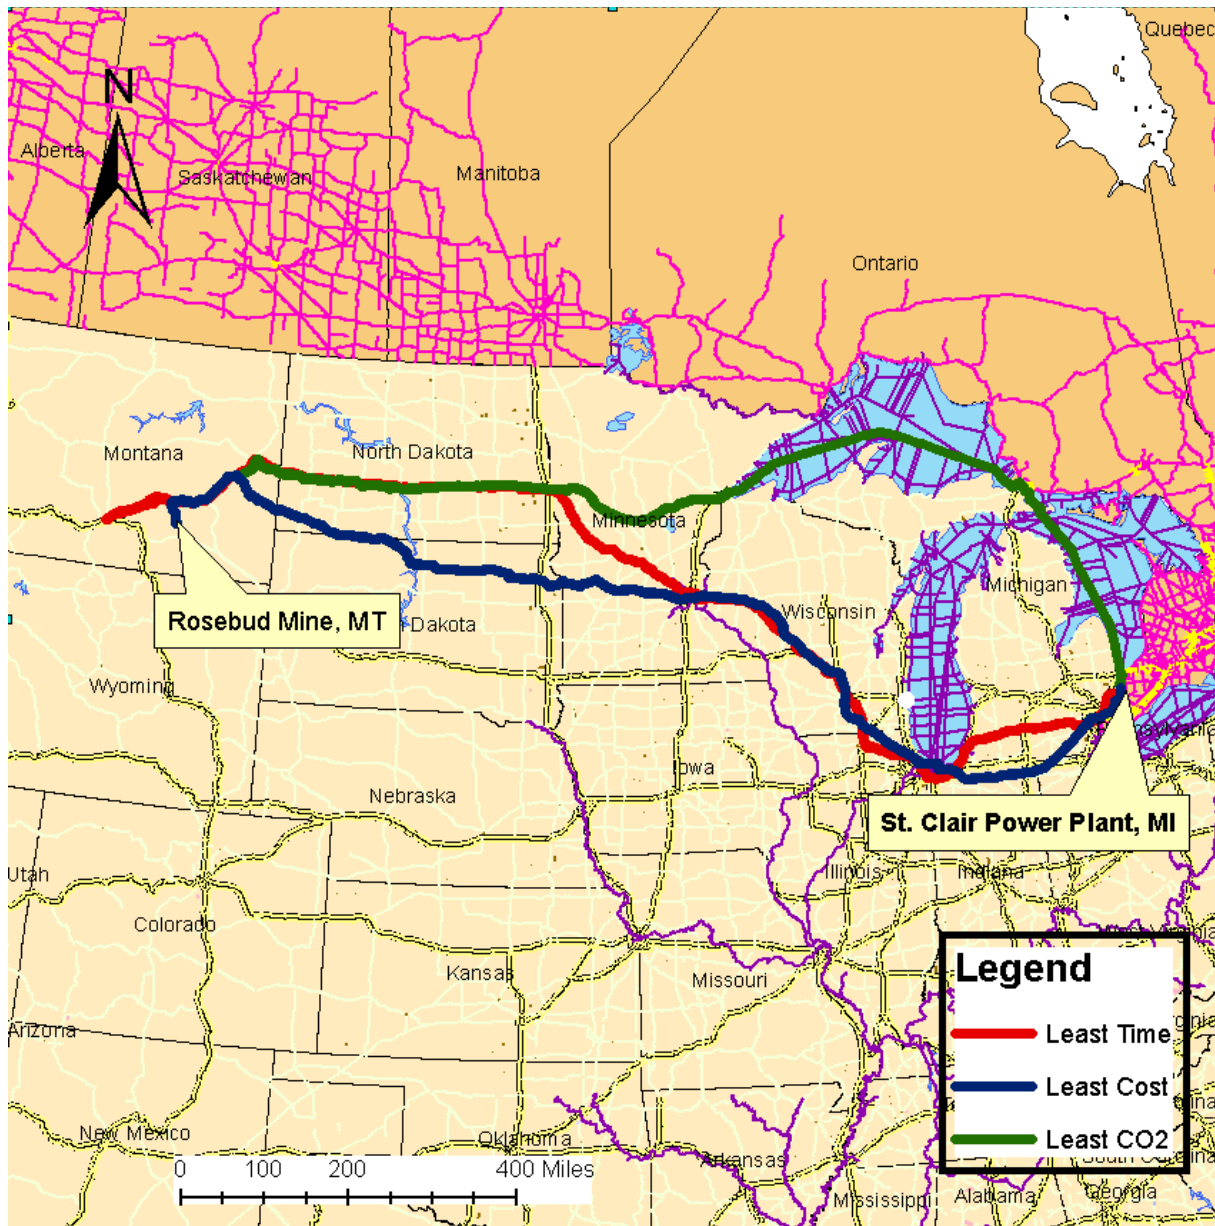 Quebec
N
Alberta
Saskatchewan
Manitoba
Ontario
Montana
North Dakota
Minnesota
Michigan
Wisconsin
Rosebud Mine, MT
Dakota
Wyoming
Iowa
Nebraska
St. Clair Power Plant, MI
Utah
Illinois
Indiana
Colorado
Kansas
Missouri
Legend
Arizona
Least Time
Least Cost
Least CO2
New Mexico
Oklahoma
Arkansas
0 100 200 400 Miles
Mississippi
Alabama
Georgia